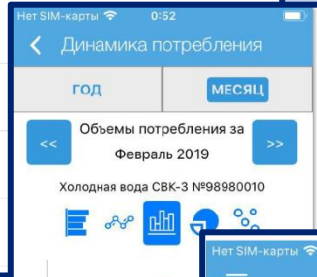 Нет SIM-карты 0:52
Динамика потребления
ГОД МЕСЯЦ
<< Объемы потребления за >>
Февраль 2019
Холодная вода СВК-3 №98980010
Нет SIM-карты